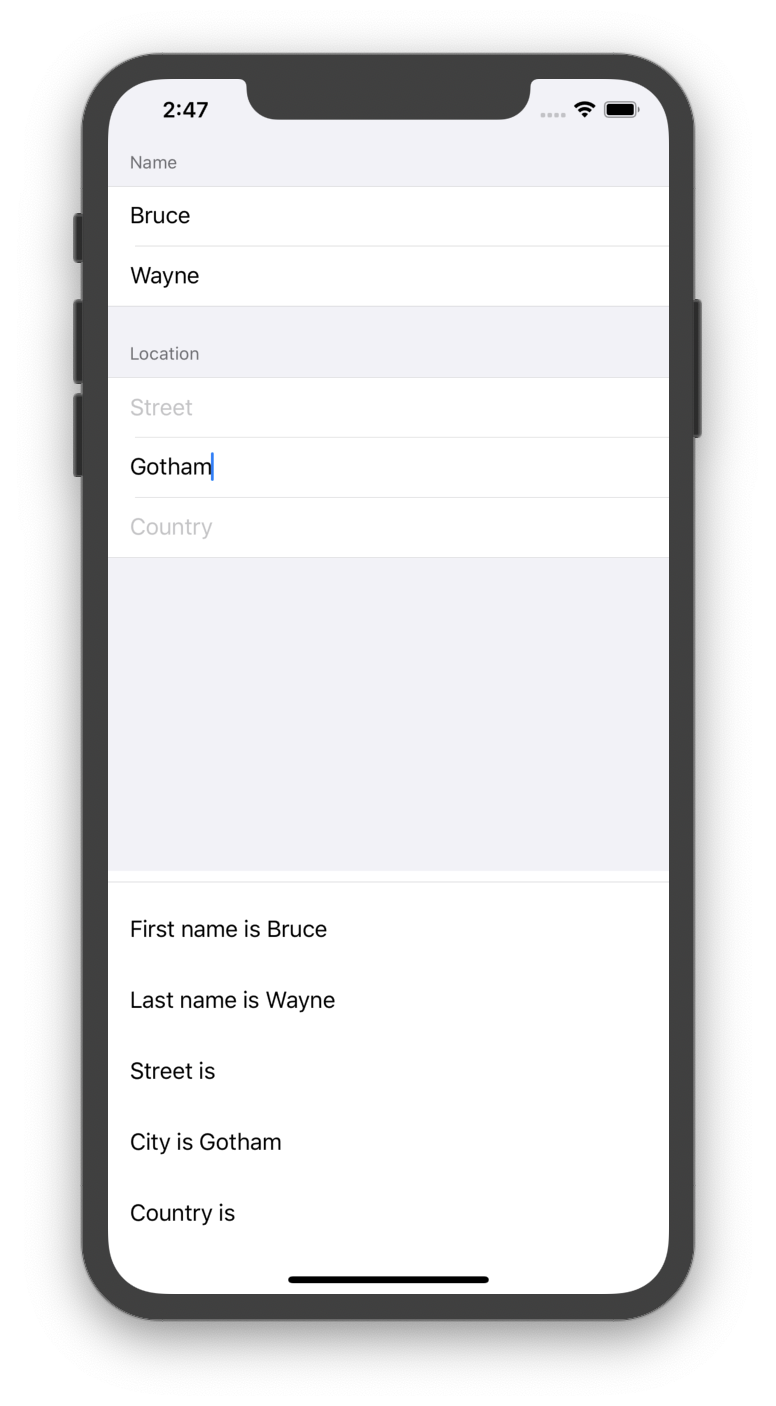 2:47
Name
Bruce
Wayne
Location
Street
Gotham
Country
First name is Bruce
Last name is Wayne
Street is
City is Gotham
Country is